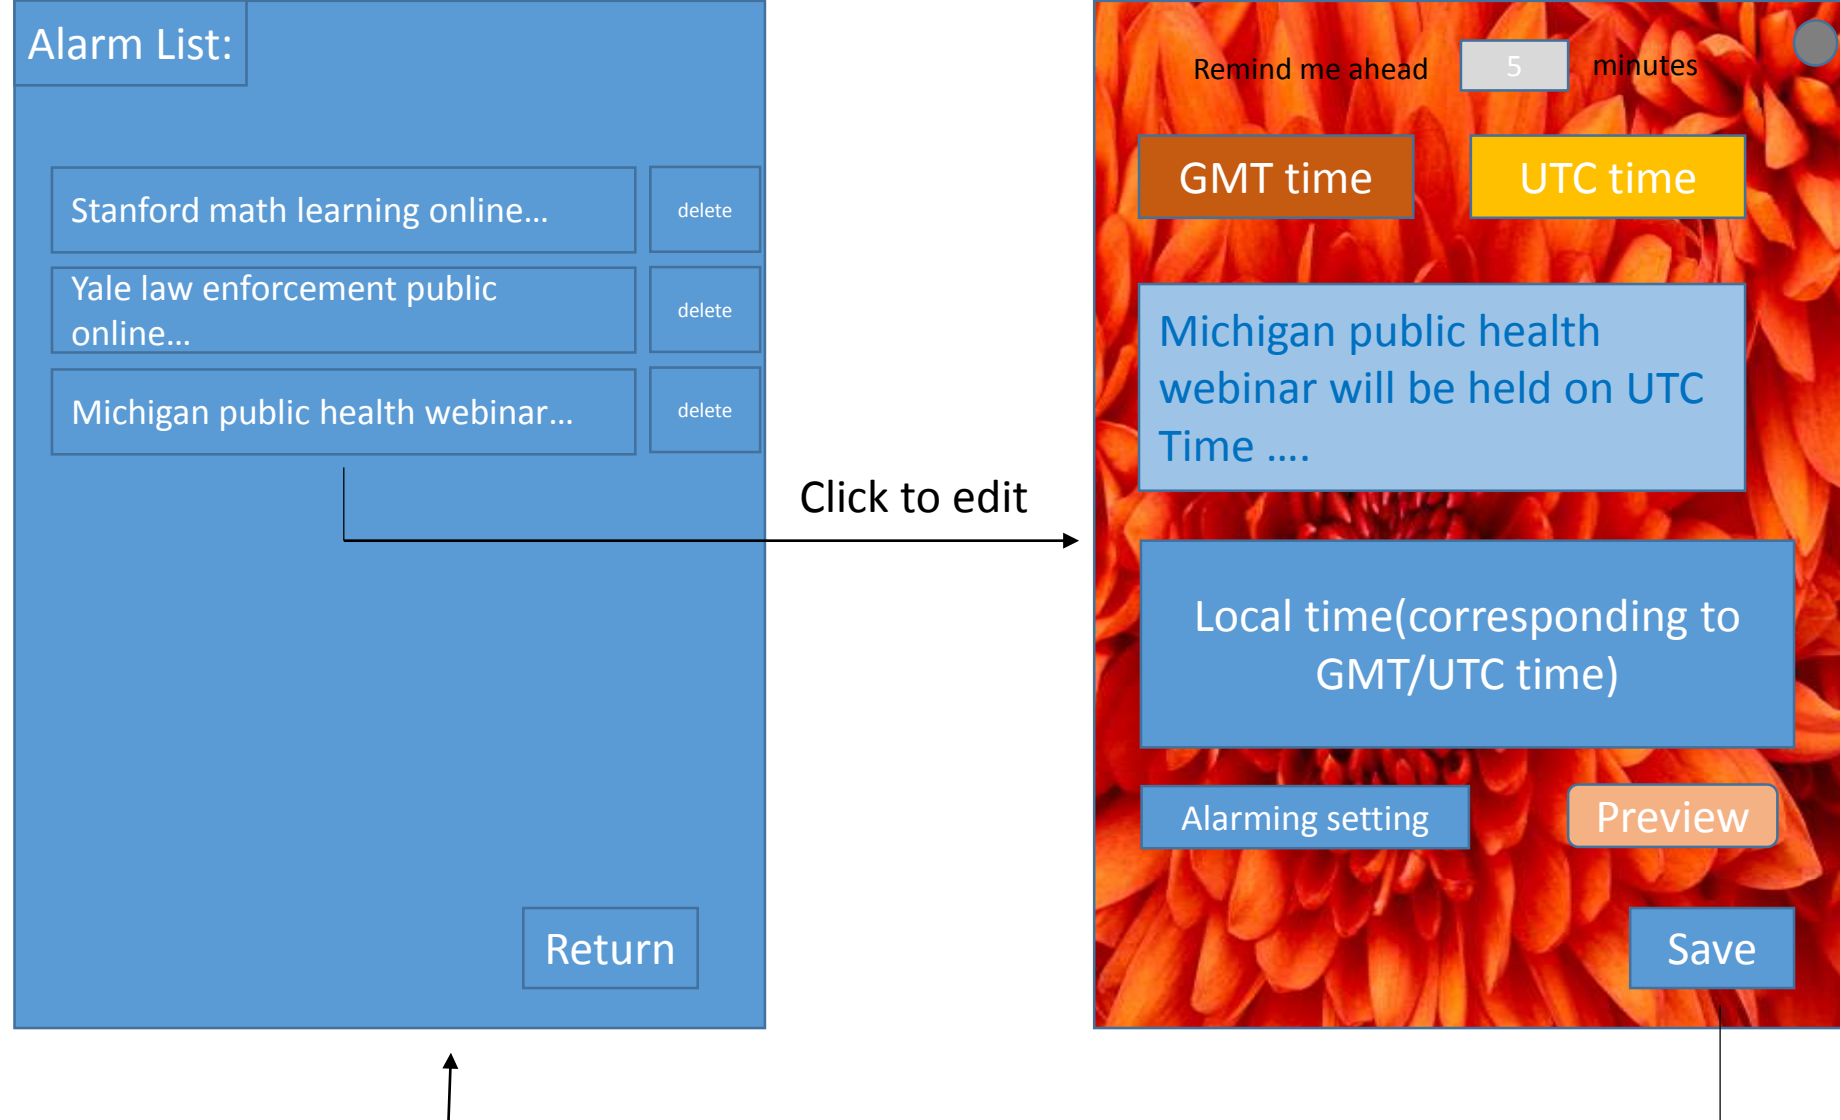 Alarm List:
Stanford math learning online...
delete
Yale law enforcement public
online...
delete
Michigan public health webinar...
delete
Return
Click to edit
Remind me ahead 5 minutes
GMT time
UTC time
Michigan public health
webinar will be held on UTC
Time ....
Local time(corresponding to
GMT/UTC time)
Alarming setting
Preview
Save